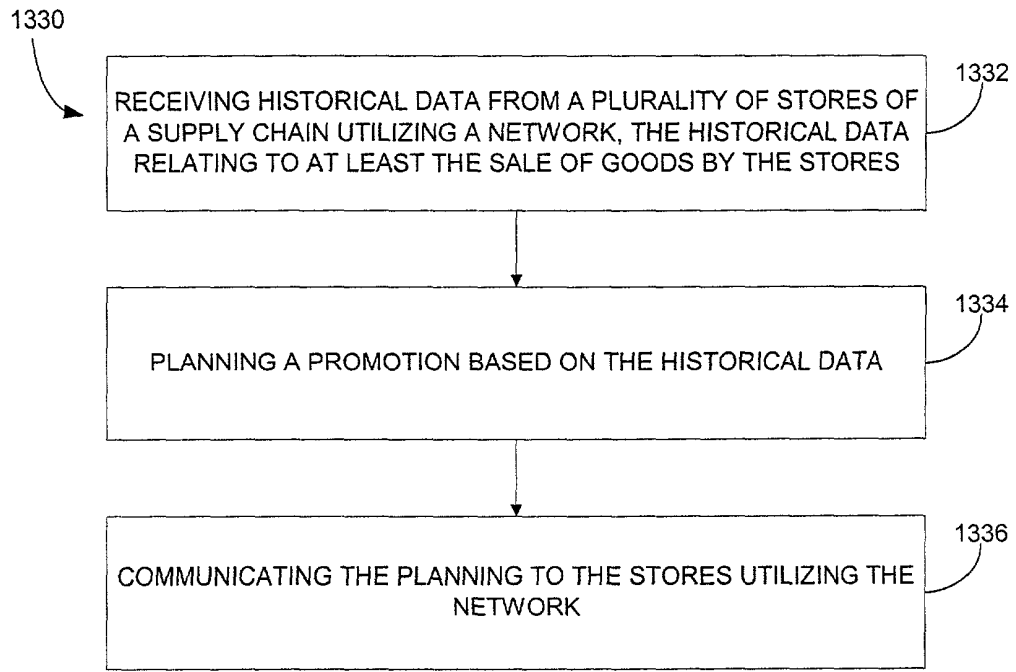 1330
1332
RECEIVING HISTORICAL DATA FROM A PLURALITY OF STORES OF
A SUPPLY CHAIN UTILIZING A NETWORK, THE HISTORICAL DATA
RELATING TO AT LEAST THE SALE OF GOODS BY THE STORES
1334
PLANNING A PROMOTION BASED ON THE HISTORICAL DATA
1336
COMMUNICATING THE PLANNING TO THE STORES UTILIZING THE
NETWORK